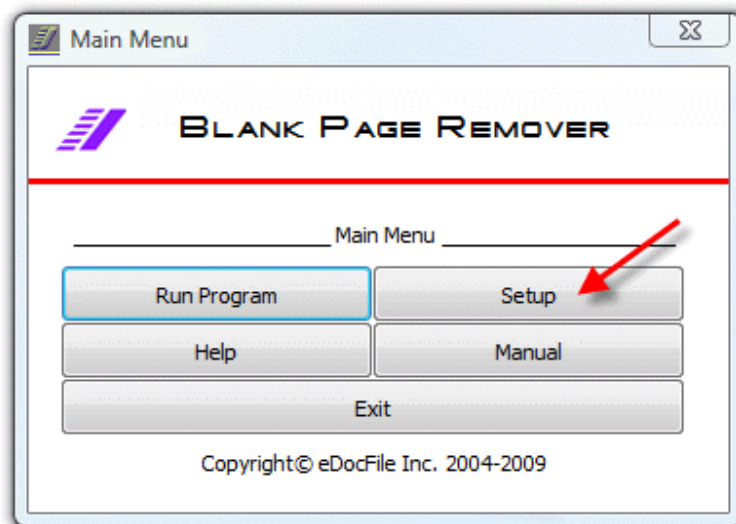 Main Menu
BLANK PAGE REMOVER
Main Menu
Run Program Setup
Help Manual
Exit
Copyright© eDocFile Inc. 2004-2009